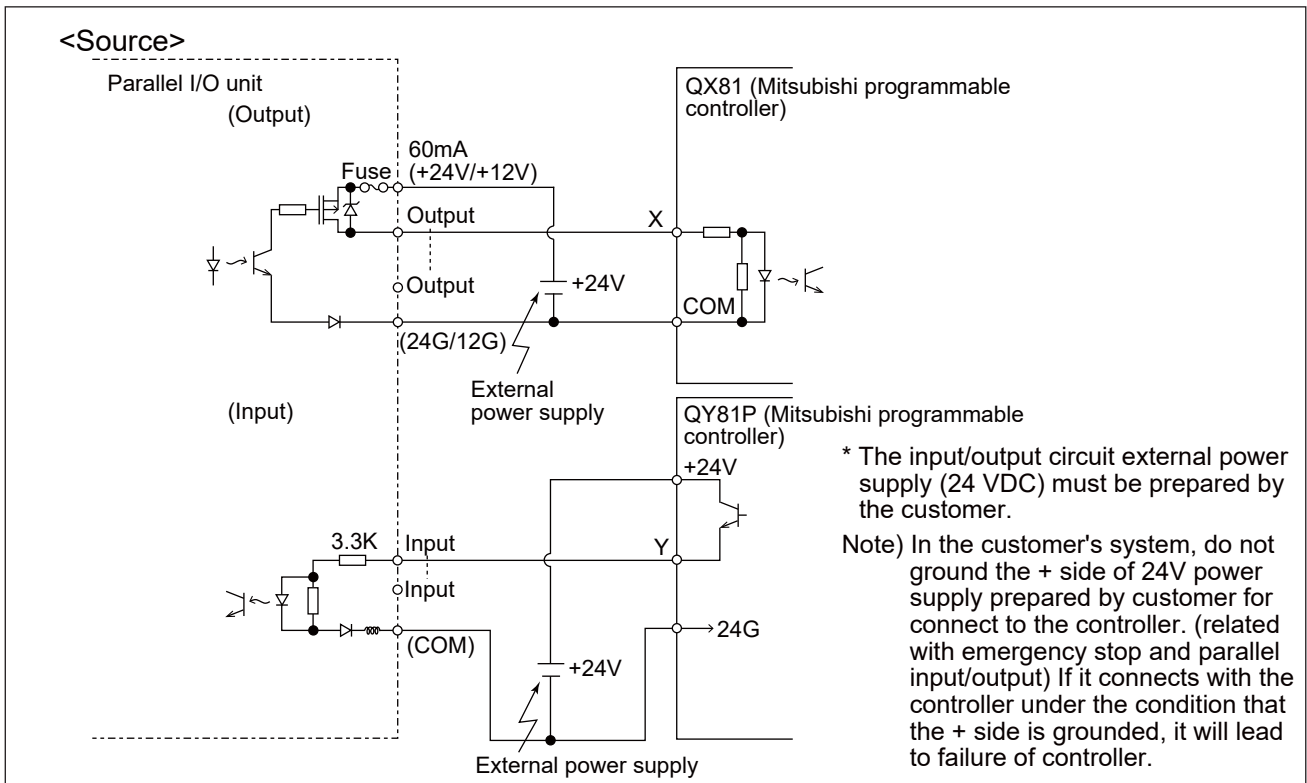 <Source>
Parallel I/O unit
(Output)
Fuse
60mA
(+24V/+12V)
Output
Output
(24G/12G)
+24V
External
power supply
X
COM
QX81 (Mitsubishi programmable
controller)
(Input)
3.3K
Input
Input
(COM)
+24V
External power supply
QY81P (Mitsubishi programmable
controller)
+24V
Y
24G
* The input/output circuit external power
supply (24 VDC) must be prepared by
the customer.
Note) In the customer's system, do not
ground the + side of 24V power
supply prepared by customer for
connect to the controller. (related
with emergency stop and parallel
input/output) If it connects with the
controller under the condition that
the + side is grounded, it will lead
to failure of controller.